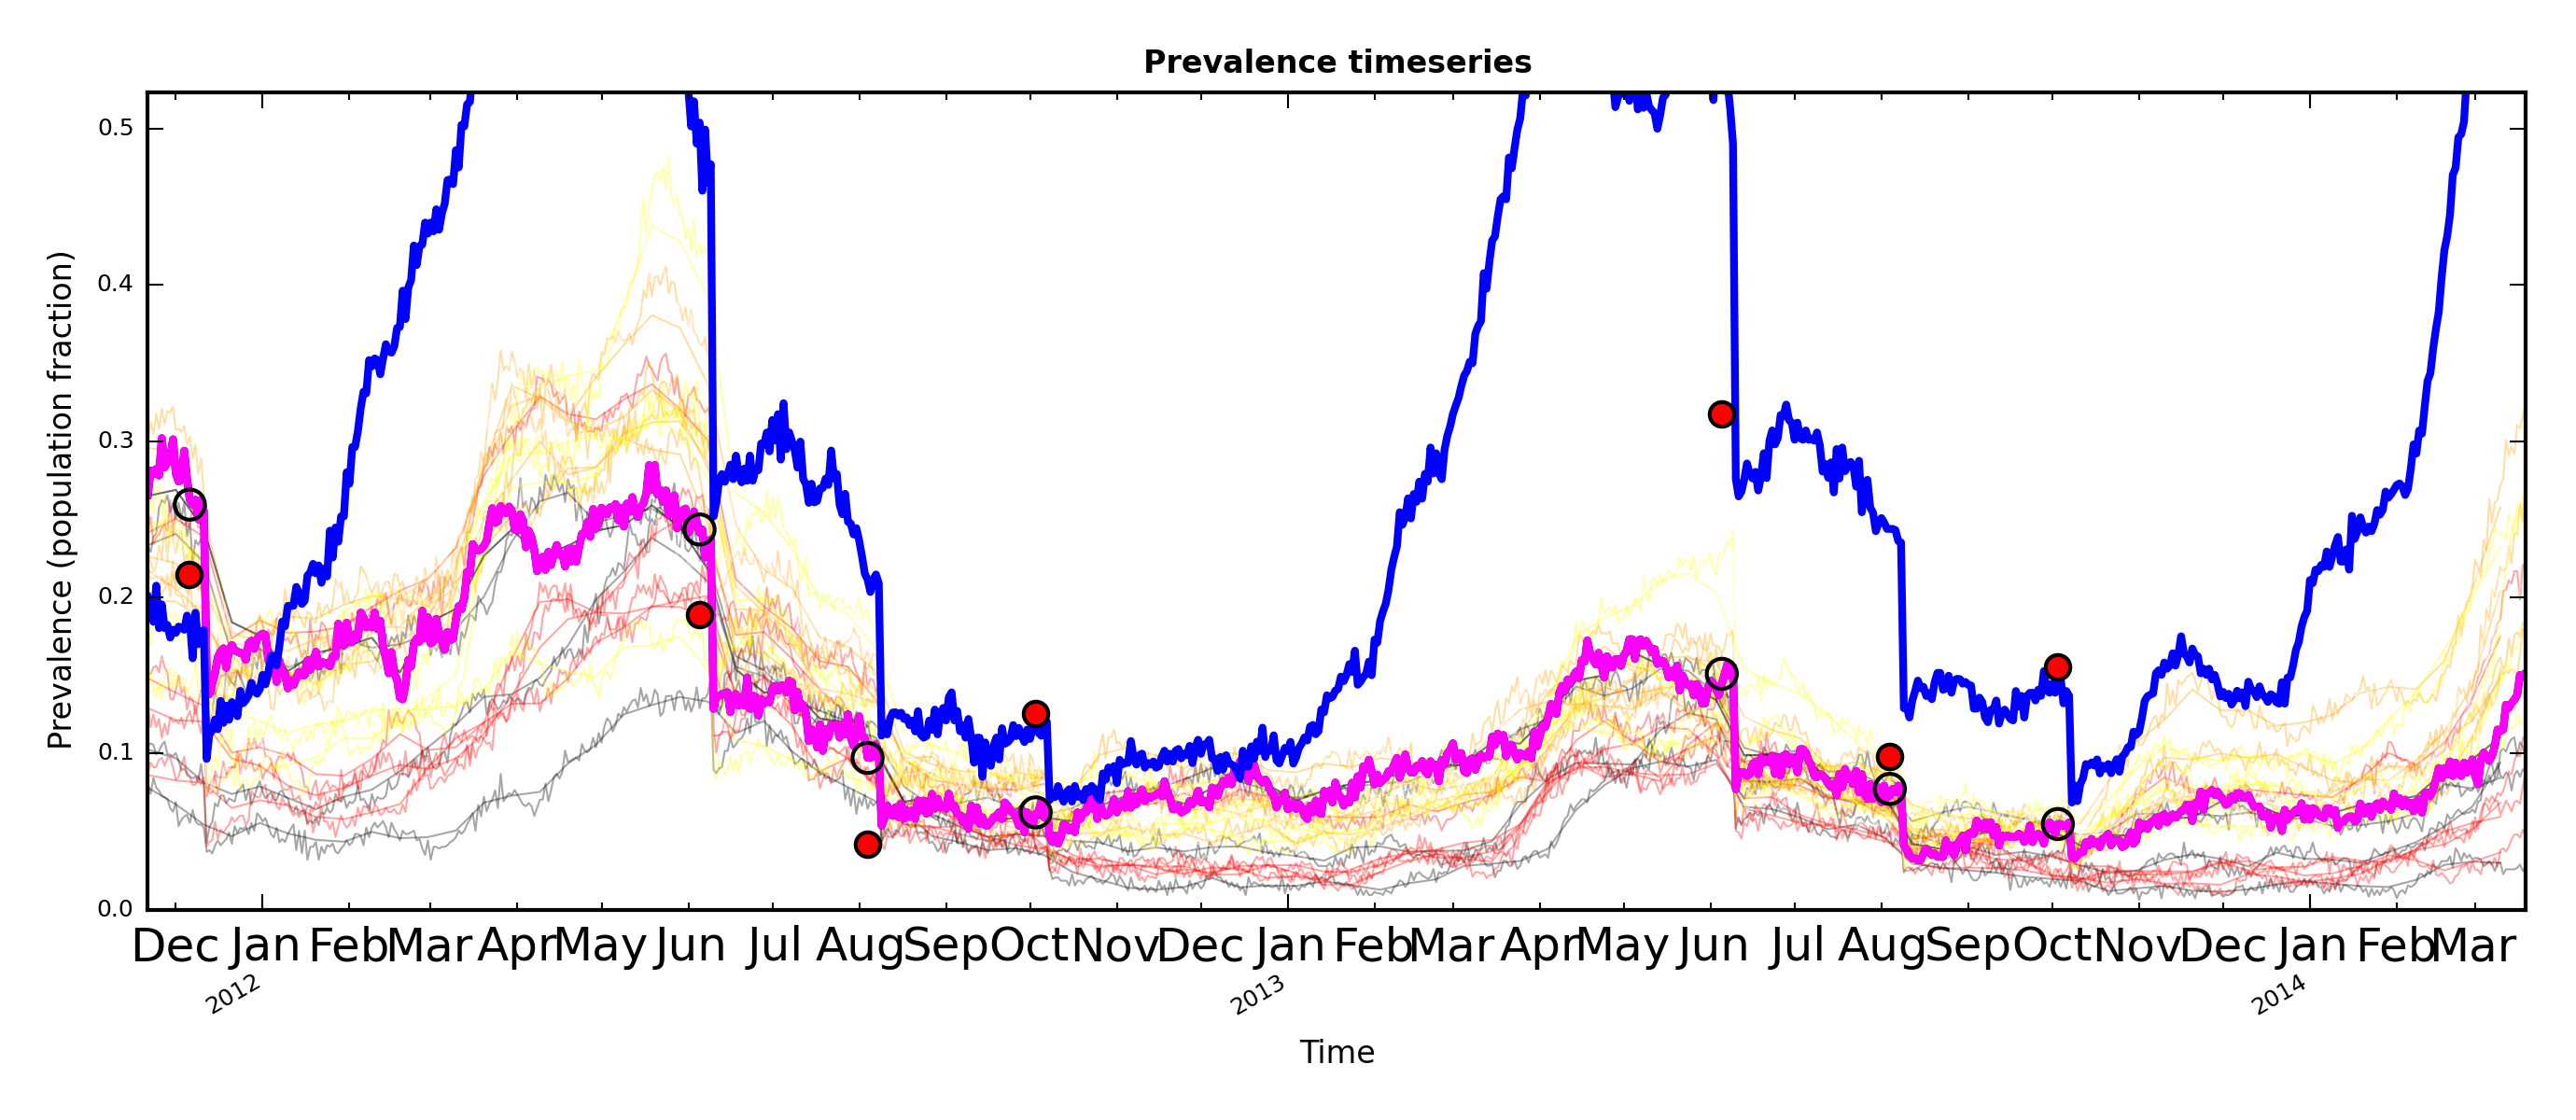 Prevalence timeseries
Prevalence (population fraction)
0.5
0.4
0.3
0.2
0.1
0.0
Dec Jan Feb Mar Apr May Jun Jul Aug Sep Oct Nov Dec Jan Feb Mar Apr May Jun Jul Aug Sep Oct Nov Dec Jan Feb Mar
2012 2013 2014
Time